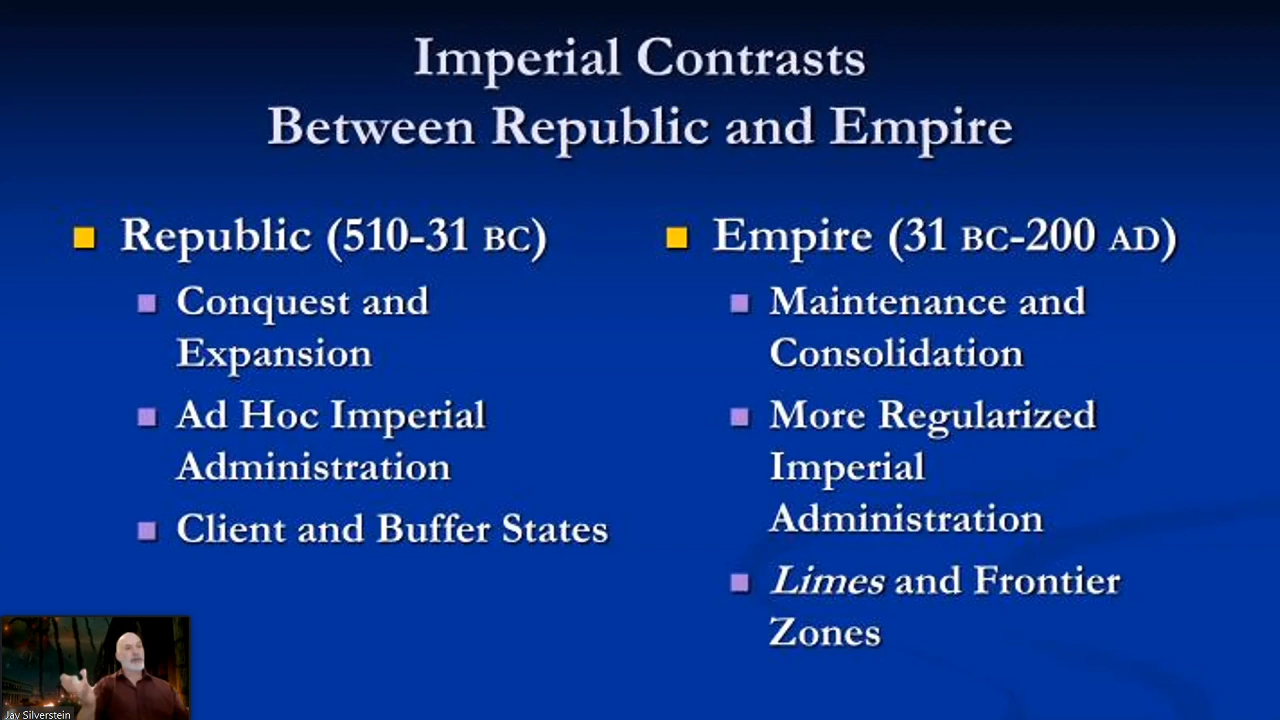 Imperial Contrasts
Between Republic and Empire
Republic (510-31 BC)
Conquest and
Expansion
Ad Hoc Imperial
Administration
Client and Buffer States
Empire (31 BC-200 AD)
Maintenance and
Consolidation
More Regularized
Imperial
Administration
Limes and Frontier
Zones
Jay Silverstein